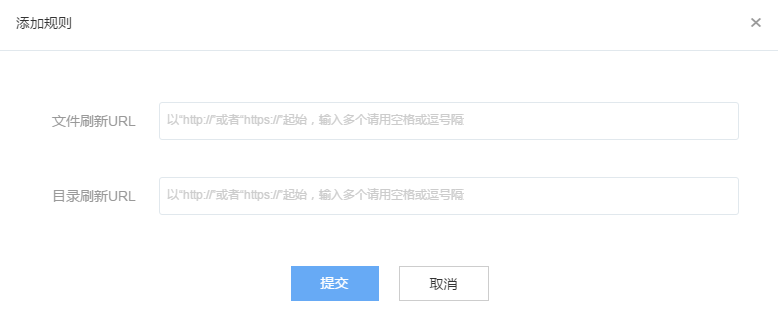 添加规则 ×
文件刷新URL 以“http://”或者“https://”起始，输入多个请用空格或逗号隔
目录刷新URL 以“http://”或者“https://”起始，输入多个请用空格或逗号隔
提交 取消